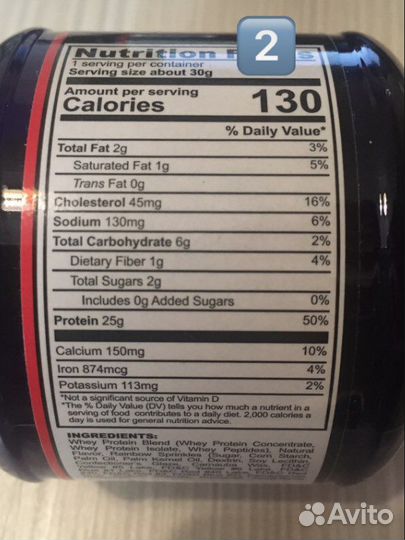 Nutrition
2
1 serving per container
Serving size about 30g
Amount per serving
Calories 130
% Daily Value*
Total Fat 2g 3%
Saturated Fat 1g 5%
Trans Fat 0g
Cholesterol 45mg 16%
Sodium 130mg 6%
Total Carbohydrate 6g 2%
Dietary Fiber 1g 4%
Total Sugars 2g
Includes 0g Added Sugars 0%
Protein 25g 50%
Calcium 150mg 10%
Iron 874mcg 4%
Potassium 113mg 2%
*Not a significant source of Vitamin D
*The % Daily Value (DV) tells you how much a nutrient in a
serving of food contributes to a daily diet. 2,000 calories a
day is used for general nutrition advice.
INGREDIENTS:
Whey Protein Blend (Whey Protein Concentrate,
Whey Protein Isolate, Whey Peptides), Natural
Flavor, Rainbow Sprinkles (Sugar, Corn Starch,
Palm Oil, Palm Kernel Oil, Dextrin, Soy Lecithin,
Confectioner's Glaze, Carnauba Wax, FD&C
Avito